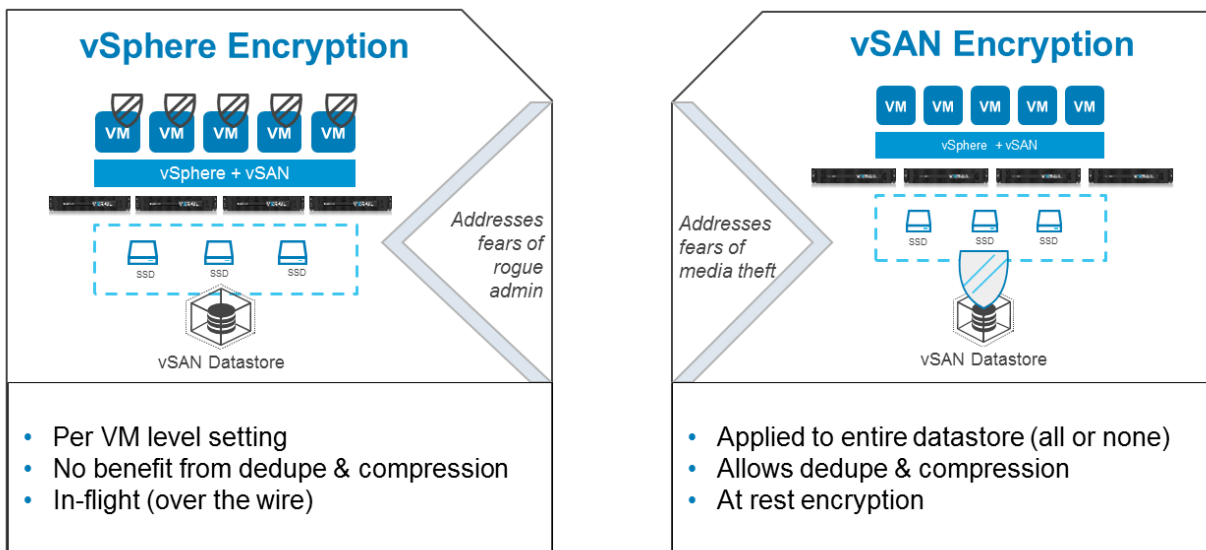 vSphere Encryption
VM VM VM VM VM
vSphere + vSAN
SSD SSD SSD
vSAN Datastore
Addresses
fears of
rogue
admin
• Per VM level setting
• No benefit from dedupe & compression
• In-flight (over the wire)
vSAN Encryption
VM VM VM VM VM
vSphere + vSAN
SSD SSD SSD
vSAN Datastore
Addresses
fears of
media theft
• Applied to entire datastore (all or none)
• Allows dedupe & compression
• At rest encryption